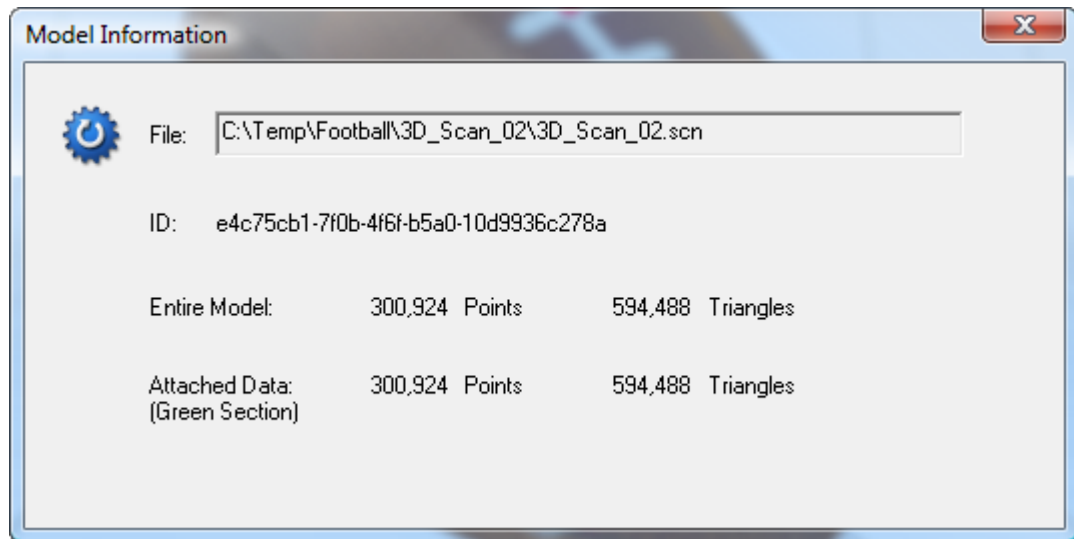 Model Information
File: C:\Temp\Football\3D_Scan_02\3D_Scan_02.scn
ID: e4c75cb1-7f0b-4f6f-b5a0-10d9936c278a
Entire Model: 300,924 Points 594,488 Triangles
Attached Data: 300,924 Points 594,488 Triangles
(Green Section)